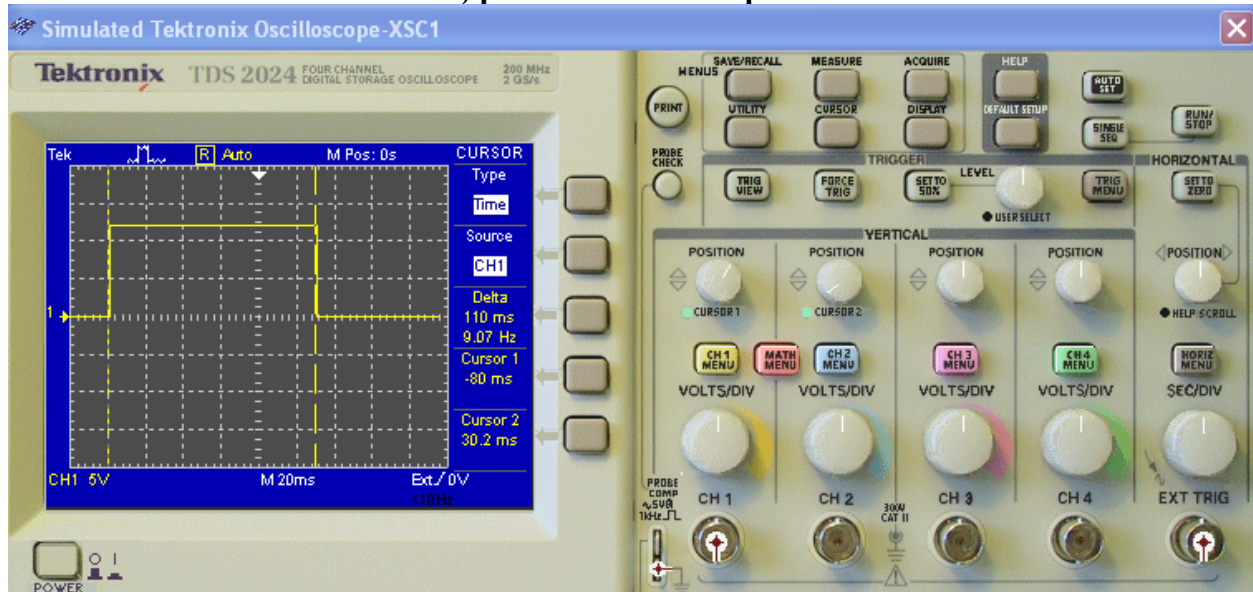 Simulated Tektronix Oscilloscope-XSC1
Tektronix TDS 2024 FOUR CHANNEL DIGITAL STORAGE OSCILLOSCOPE 200 MHz 2 GS/s
Tek R Auto M Pos: 0s CURSOR
Type
Time
Source
CH1
Delta
110 ms
9.07 Hz
1
Cursor 1
-80 ms
Cursor 2
30.2 ms
CH1 5V M 20ms Ext / 0V
<10Hz
POWER
MENUS SAVE/RECALL MEASURE ACQUIRE HELP
PRINT AUTO SET
UTILITY CURSOR DISPLAY DEFAULT SETUP
SINGLE SEQ RUN/STOP
PROBE CHECK
TRIGGER HORIZONTAL
TRIG VIEW FORCE TRIG SET TO 50% LEVEL TRIG MENU SET TO ZERO
USER SELECT
VERTICAL
POSITION POSITION POSITION POSITION POSITION
CURSOR 1 CURSOR 2 HELP SCROLL
CH 1 MENU MATH MENU CH 2 MENU CH 3 MENU CH 4 MENU HORIZ MENU
VOLTS/DIV VOLTS/DIV VOLTS/DIV VOLTS/DIV SEC/DIV
PROBE COMP
~5V@
1kHz
CH 1 CH 2 CH 3 CH 4 EXT TRIG
300V
CAT II